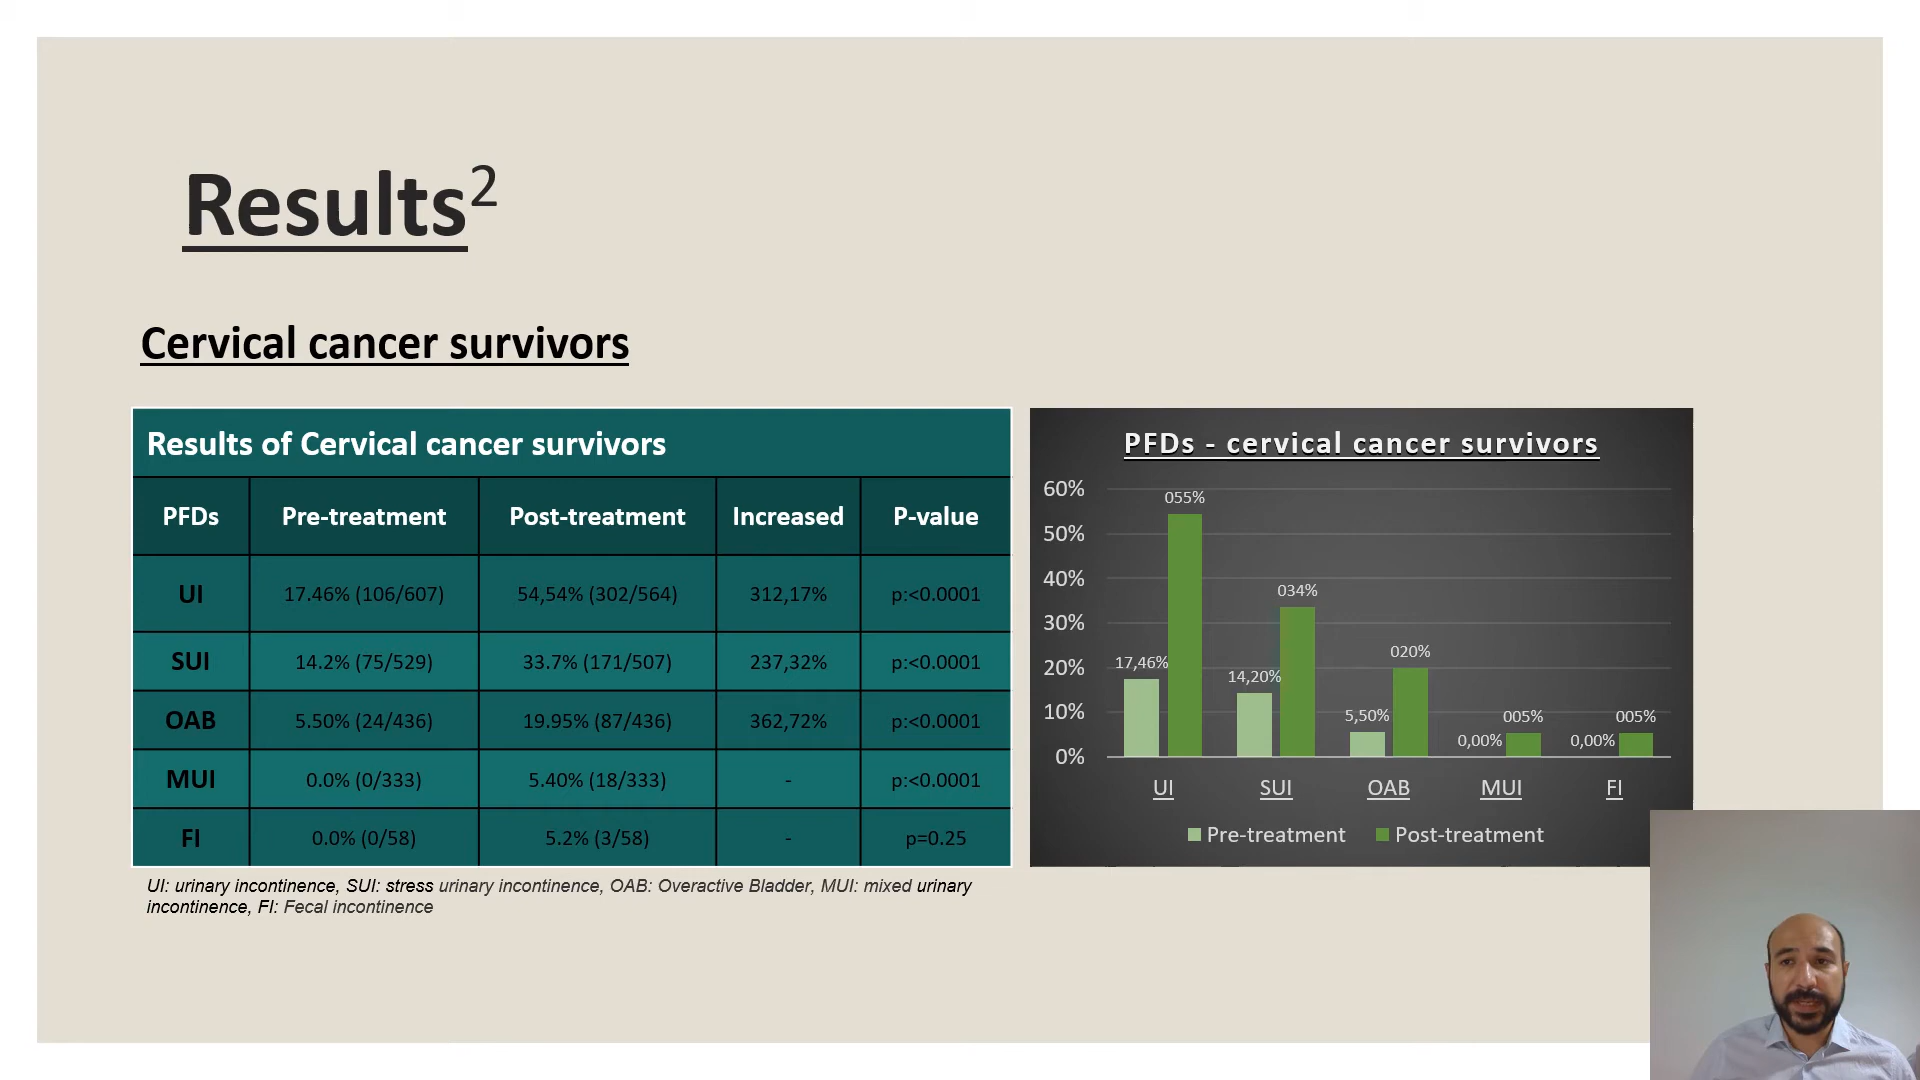 Results2
Cervical cancer survivors
Results of Cervical cancer survivors
PFDs Pre-treatment Post-treatment Increased P-value
UI 17.46% (106/607) 54,54% (302/564) 312,17% p:<0.0001
SUI 14.2% (75/529) 33.7% (171/507) 237,32% p:<0.0001
OAB 5.50% (24/436) 19.95% (87/436) 362,72% p:<0.0001
MUI 0.0% (0/333) 5.40% (18/333) - p:<0.0001
FI 0.0% (0/58) 5.2% (3/58) - p=0.25
UI: urinary incontinence, SUI: stress urinary incontinence, OAB: Overactive Bladder, MUI: mixed urinary
incontinence, FI: Fecal incontinence
PFDs - cervical cancer survivors
60%
055%
50%
40%
034%
30%
020%
20%
17,46%
14,20%
10%
5,50%
0,00%
005%
0,00%
005%
0%
UI SUI OAB MUI FI
Pre-treatment Post-treatment